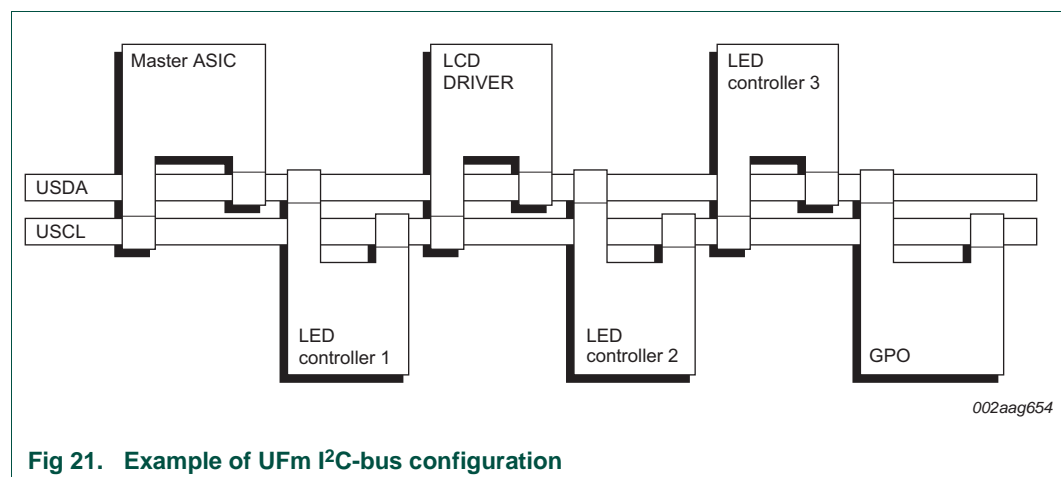 Master ASIC
LCD
DRIVER
LED
controller 3
USDA
USCL
LED
controller 1
LED
controller 2
GPO
002aag654
Fig 21. Example of UFm I²C-bus configuration